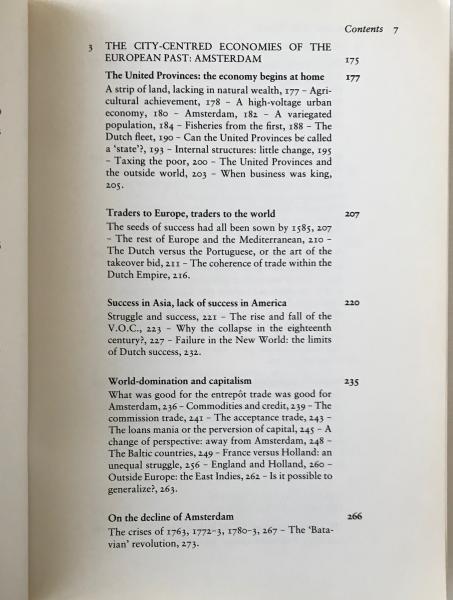 Contents 7
3 THE CITY-CENTRED ECONOMIES OF THE
EUROPEAN PAST: AMSTERDAM 175
The United Provinces: the economy begins at home 177
A strip of land, lacking in natural wealth, 177 – Agri-
cultural achievement, 178 – A high-voltage urban
economy, 180 – Amsterdam, 182 – A variegated
population, 184 – Fisheries from the first, 188 – The
Dutch fleet, 190 – Can the United Provinces be called
a ‘state’?, 193 – Internal structures: little change, 195
– Taxing the poor, 200 – The United Provinces and
the outside world, 203 – When business was king,
205.
Traders to Europe, traders to the world 207
The seeds of success had all been sown by 1585, 207
– The rest of Europe and the Mediterranean, 210 –
The Dutch versus the Portuguese, or the art of the
takeover bid, 211 – The coherence of trade within the
Dutch Empire, 216.
Success in Asia, lack of success in America 220
Struggle and success, 221 – The rise and fall of the
V.O.C., 223 – Why the collapse in the eighteenth
century?, 227 – Failure in the New World: the limits
of Dutch success, 232.
World-domination and capitalism 235
What was good for the entrepôt trade was good for
Amsterdam, 236 – Commodities and credit, 239 – The
commission trade, 241 – The acceptance trade, 243 –
The loans mania or the perversion of capital, 245 – A
change of perspective: away from Amsterdam, 248 –
The Baltic countries, 249 – France versus Holland: an
unequal struggle, 256 – England and Holland, 260 –
Outside Europe: the East Indies, 262 – Is it possible to
generalize?, 263.
On the decline of Amsterdam 266
The crises of 1763, 1772–3, 1780–3, 267 – The ‘Bata-
vian’ revolution, 273.